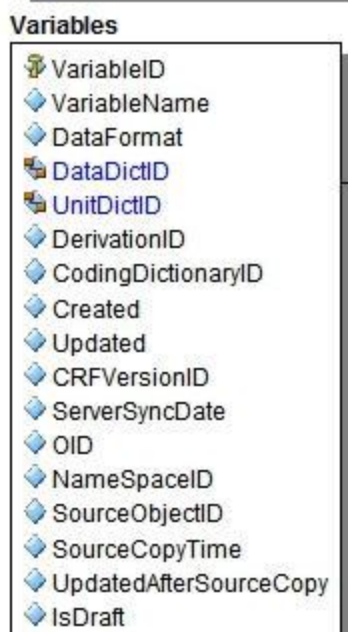 Variables
VariableID
VariableName
DataFormat
DataDictID
UnitDictID
DerivationID
CodingDictionaryID
Created
Updated
CRFVersionID
ServerSyncDate
OID
NameSpaceID
SourceObjectID
SourceCopyTime
UpdatedAfterSourceCopy
IsDraft